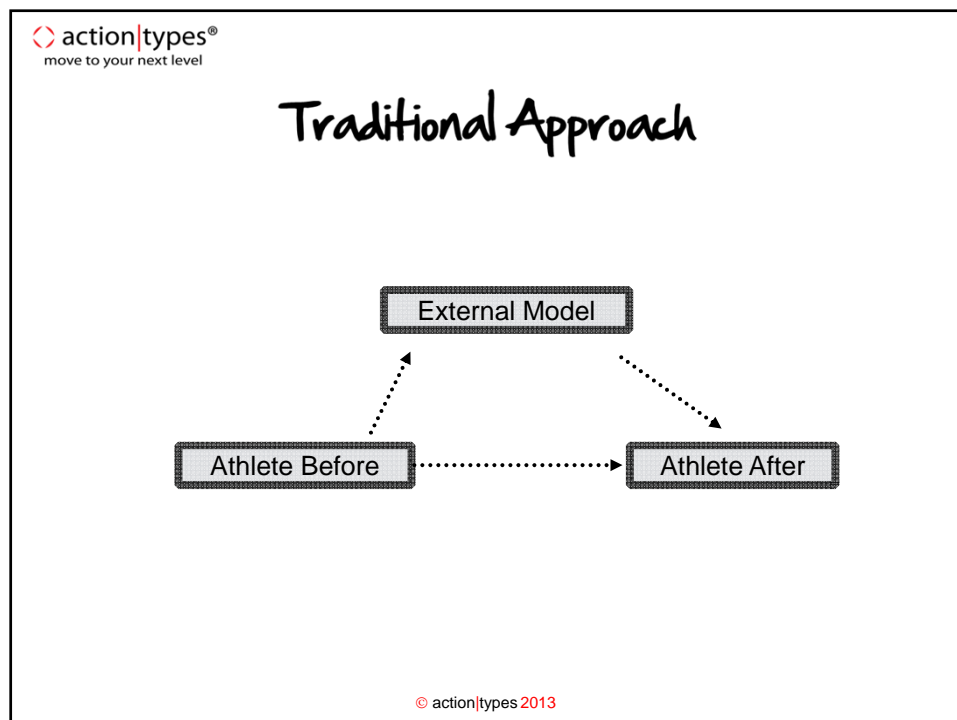 action|types®
move to your next level
Traditional Approach
External Model
Athlete Before
Athlete After
© action|types 2013